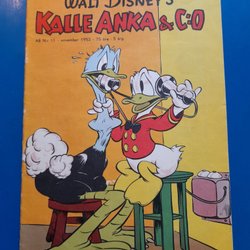 WALT DISNEY'S
KALLE ANKA & C:O
november 1953